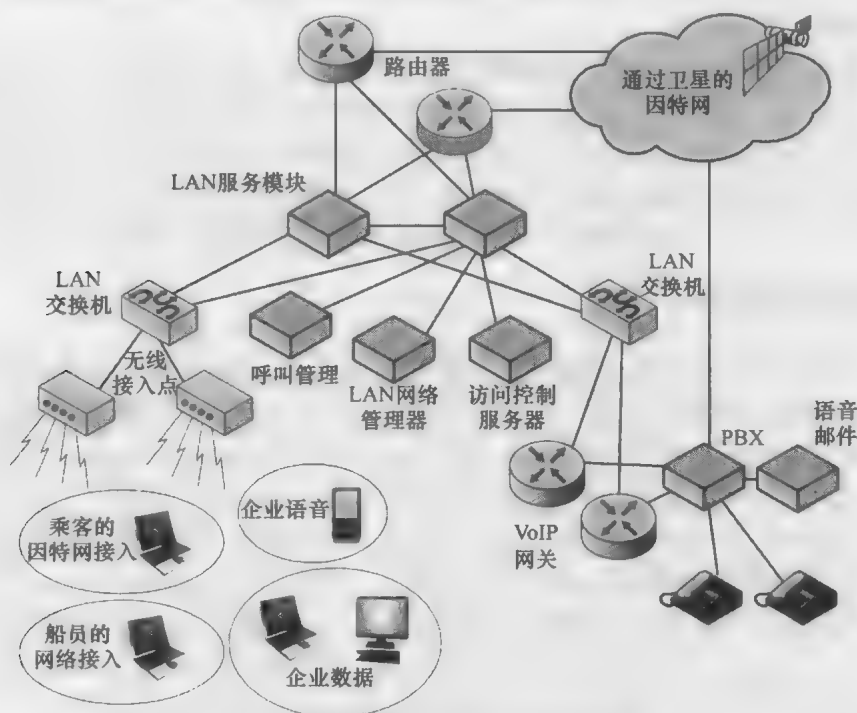 路由器
通过卫星的
因特网
LAN服务模块
LAN
交换机
LAN
交换机
无线
接入点
呼叫管理
LAN网络
管理器
访问控制
服务器
PBX
语音
邮件
VoIP
网关
乘客的
因特网接入
企业语音
船员的
网络接入
企业数据